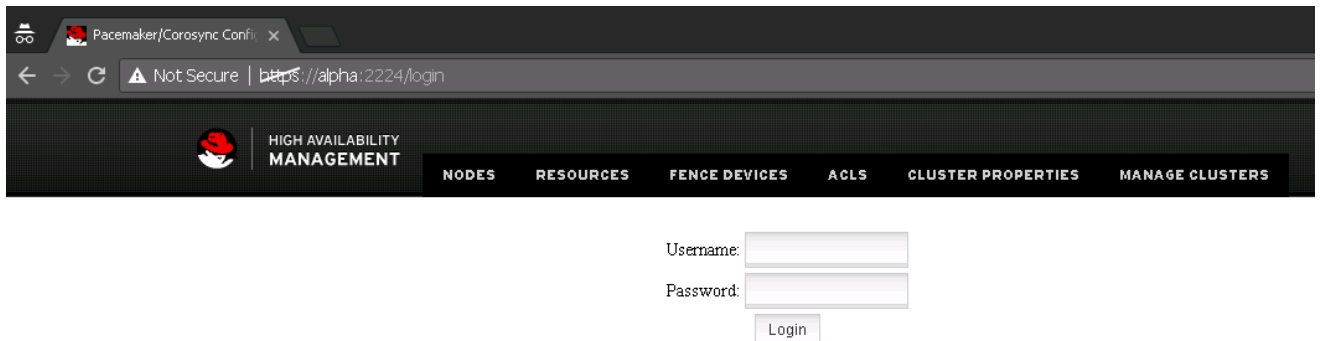 Pacemaker/Corosync Confi
Not Secure | https://alpha:2224/login
HIGH AVAILABILITY
MANAGEMENT
NODES RESOURCES FENCE DEVICES ACLS CLUSTER PROPERTIES MANAGE CLUSTERS
Username:
Password:
Login